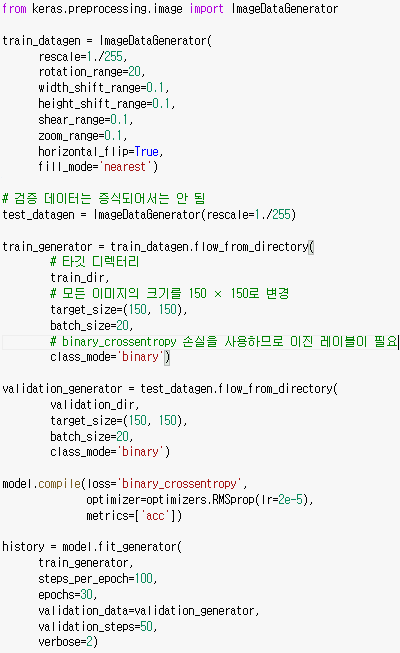 from keras.preprocessing.image import ImageDataGenerator
train_datagen = ImageDataGenerator(
rescale=1./255,
rotation_range=20,
width_shift_range=0.1,
height_shift_range=0.1,
shear_range=0.1,
zoom_range=0.1,
horizontal_flip=True,
fill_mode='nearest')
# 검증 데이터는 증식되어서는 안 됨
test_datagen = ImageDataGenerator(rescale=1./255)
train_generator = train_datagen.flow_from_directory(
# 타깃 디렉터리
train_dir,
# 모든 이미지의 크기를 150 × 150로 변경
target_size=(150, 150),
batch_size=20,
# binary_crossentropy 손실을 사용하므로 이진 레이블이 필요
class_mode='binary')
validation_generator = test_datagen.flow_from_directory(
validation_dir,
target_size=(150, 150),
batch_size=20,
class_mode='binary')
model.compile(loss='binary_crossentropy',
optimizer=optimizers.RMSprop(lr=2e-5),
metrics=['acc'])
history = model.fit_generator(
train_generator,
steps_per_epoch=100,
epochs=30,
validation_data=validation_generator,
validation_steps=50,
verbose=2)